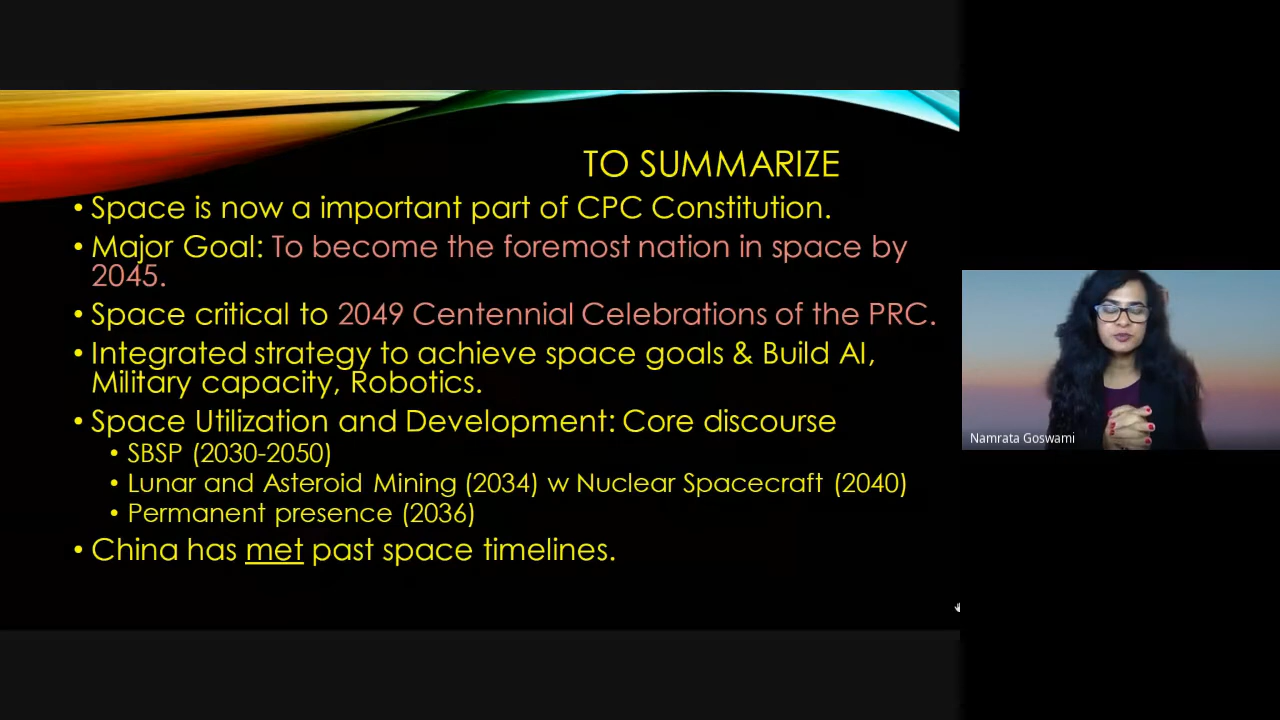 TO SUMMARIZE
• Space is now a important part of CPC Constitution.
• Major Goal: To become the foremost nation in space by
2045.
• Space critical to 2049 Centennial Celebrations of the PRC.
• Integrated strategy to achieve space goals & Build AI,
Military capacity, Robotics.
• Space Utilization and Development: Core discourse
• SBSP (2030-2050)
• Lunar and Asteroid Mining (2034) w Nuclear Spacecraft (2040)
• Permanent presence (2036)
• China has met past space timelines.
Namrata Goswami